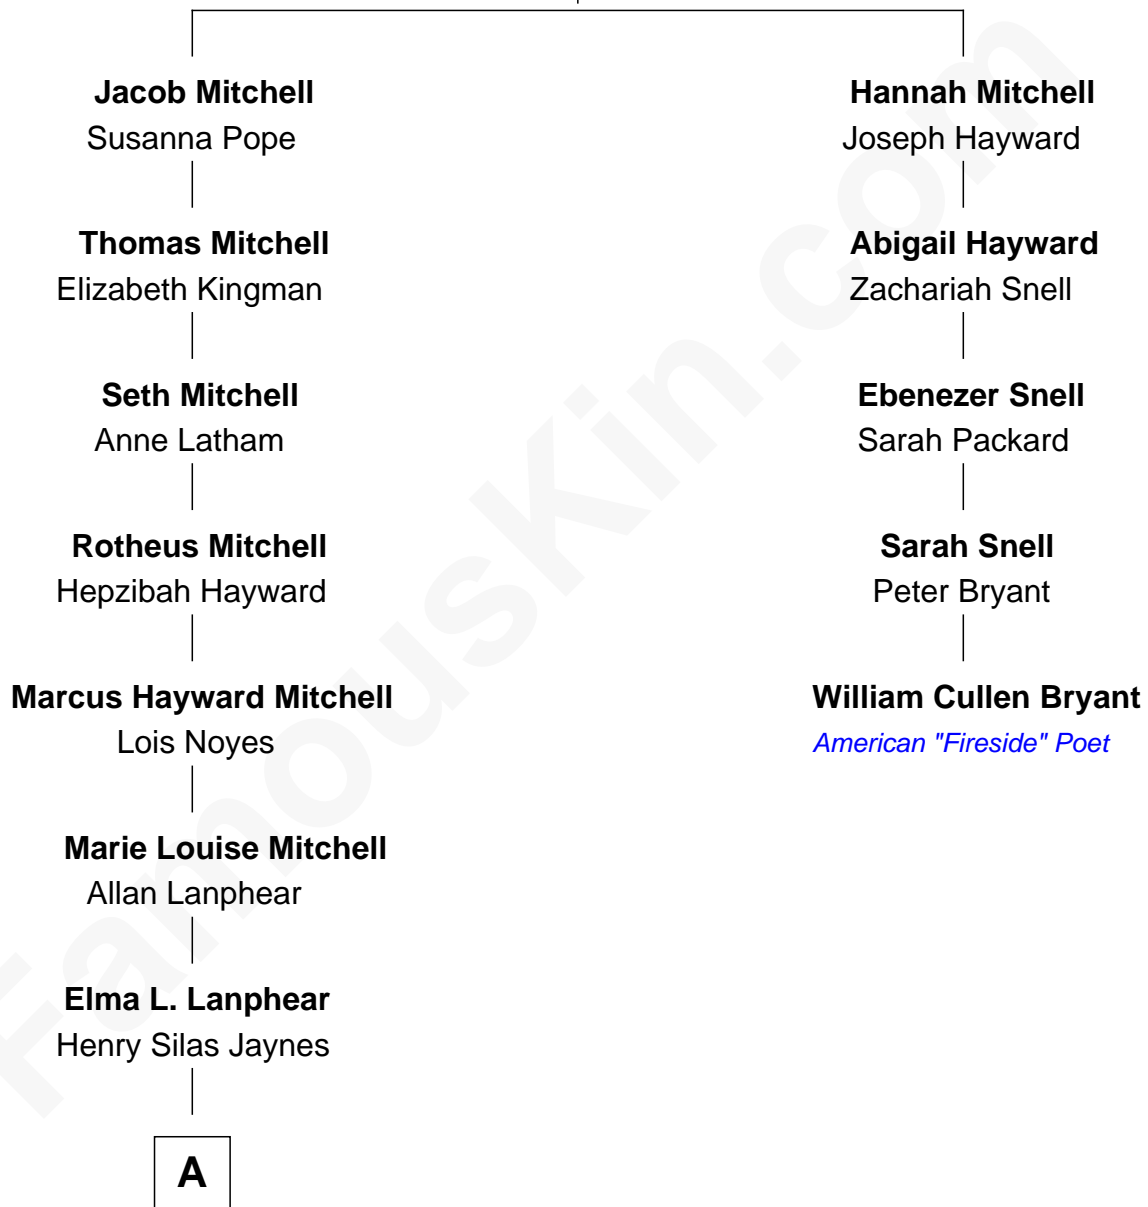 Jacob Mitchell
Susanna Pope
Thomas Mitchell
Elizabeth Kingman
Seth Mitchell
Anne Latham
Rotheus Mitchell
Hepzibah Hayward
Marcus Hayward Mitchell
Lois Noyes
Marie Louise Mitchell
Allan Lanphear
Elma L. Lanphear
Henry Silas Jaynes
A
Hannah Mitchell
Joseph Hayward
Abigail Hayward
Zachariah Snell
Ebenezer Snell
Sarah Packard
Sarah Snell
Peter Bryant
William Cullen Bryant
American "Fireside" Poet
FamousKin.com